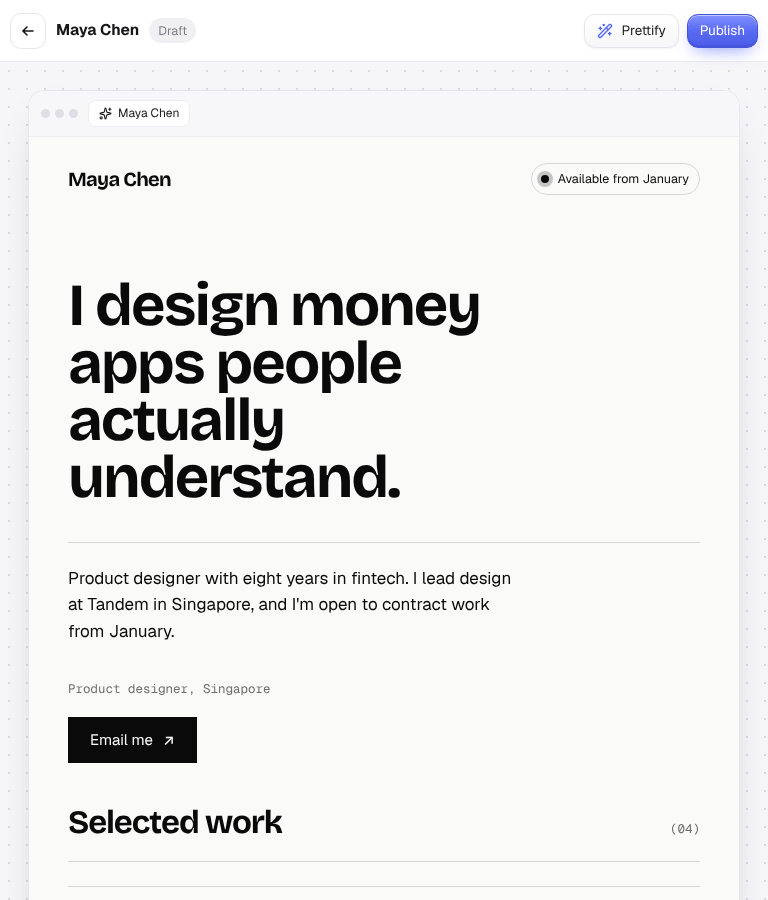 Maya Chen
Draft
Prettify
Publish
Maya Chen
Maya Chen
Available from January
I design money
apps people
actually
understand.
Product designer with eight years in fintech. I lead design
at Tandem in Singapore, and I'm open to contract work
from January.
Product designer, Singapore
Email me
Selected work
(04)